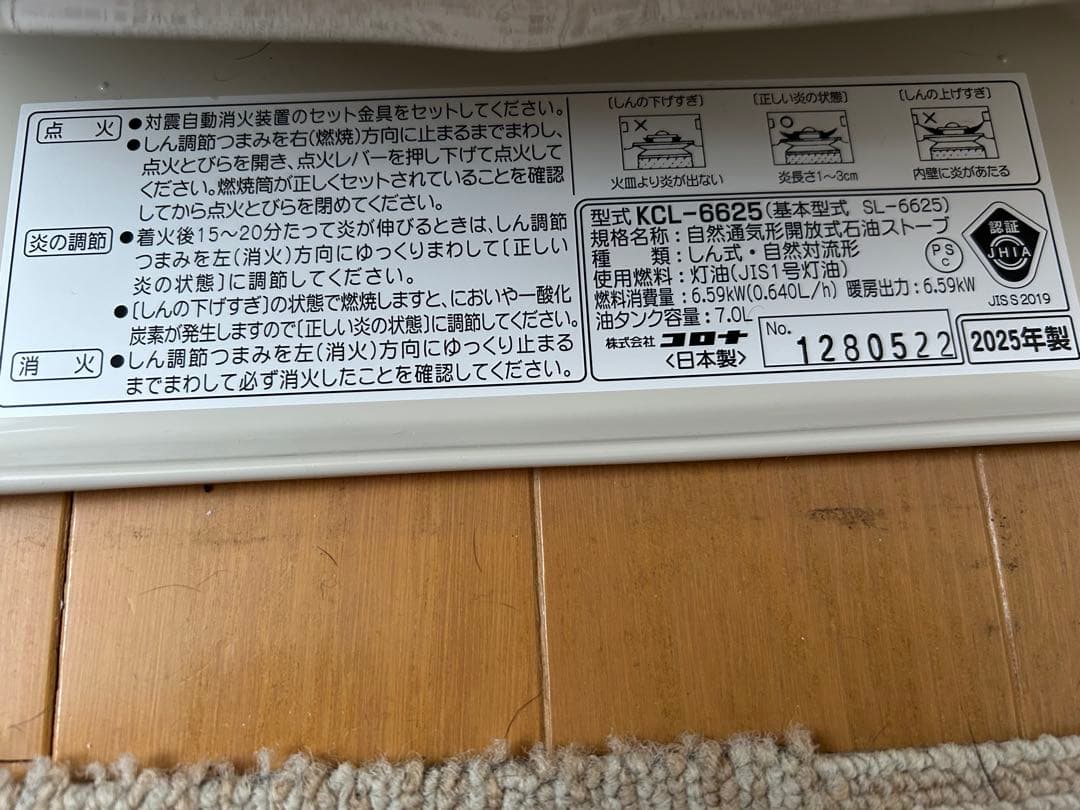 点 火
●対震自動消火装置のセット金具をセットしてください。
●しん調節つまみを右(燃焼)方向に止まるまでまわし、
点火とびらを開き、点火レバーを押し下げて点火して
ください。燃焼筒が正しくセットされていることを確認
してから点火とびらを閉めてください。
炎の調節
●着火後15~20分たって炎が伸びるときは、しん調節
つまみを左(消火)方向にゆっくりまわして[正しい
炎の状態]に調節してください。
●[しんの下げすぎ]の状態で燃焼しますと、においや一酸化
炭素が発生しますので[正しい炎の状態]に調節してください。
消 火
●しん調節つまみを左(消火)方向にゆっくり止まる
までまわして必ず消火したことを確認してください。
[しんの下げすぎ]
火皿より炎が出ない
[正しい炎の状態]
炎長さ1~3cm
[しんの上げすぎ]
内壁に炎があたる
型式 KCL-6625(基本型式 SL-6625)
規格名称:自然通気形開放式石油ストーブ
種 類:しん式・自然対流形
使用燃料:灯油(JIS1号灯油)
燃料消費量:6.59kW(0.640L/h) 暖房出力:6.59kW
油タンク容量:7.0L
株式会社 コロナ
<日本製>
No.
1280522
2025年製
PS
C
認証
JHIA
JIS S 2019